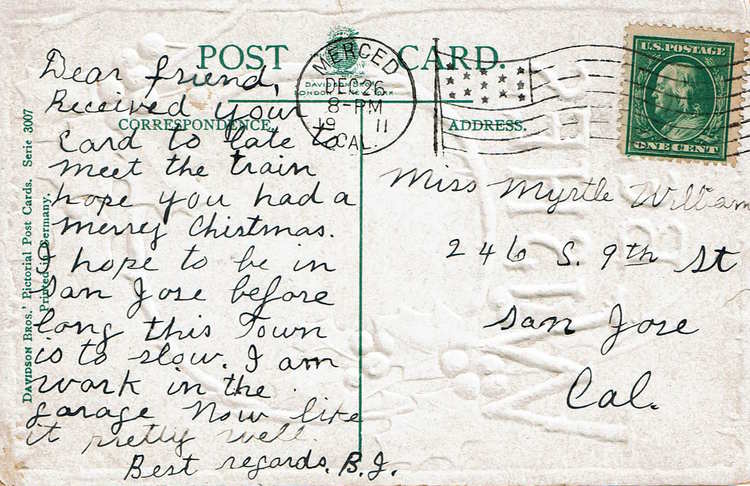 POST CARD.
DAVIDSON BROS.
LONDON & NEW YORK
CORRESPONDENCE.
ADDRESS.
MERCED
DEC 26
8-PM
19 11
CAL.
U.S. POSTAGE
ONE CENT
Dear friend,
Received your
Card to late to
meet the train
hope you had a
merry Christmas.
I hope to be in
San Jose before
long this Town
is to slow. I am
work in the
garage Now like
it pretty well.
Best regards. B.J.
Miss Myrtle William
246 S. 9th St
San Jose
Cal.
DAVIDSON BROS.' Pictorial Post Cards. Serie 3007
Printed in Germany.